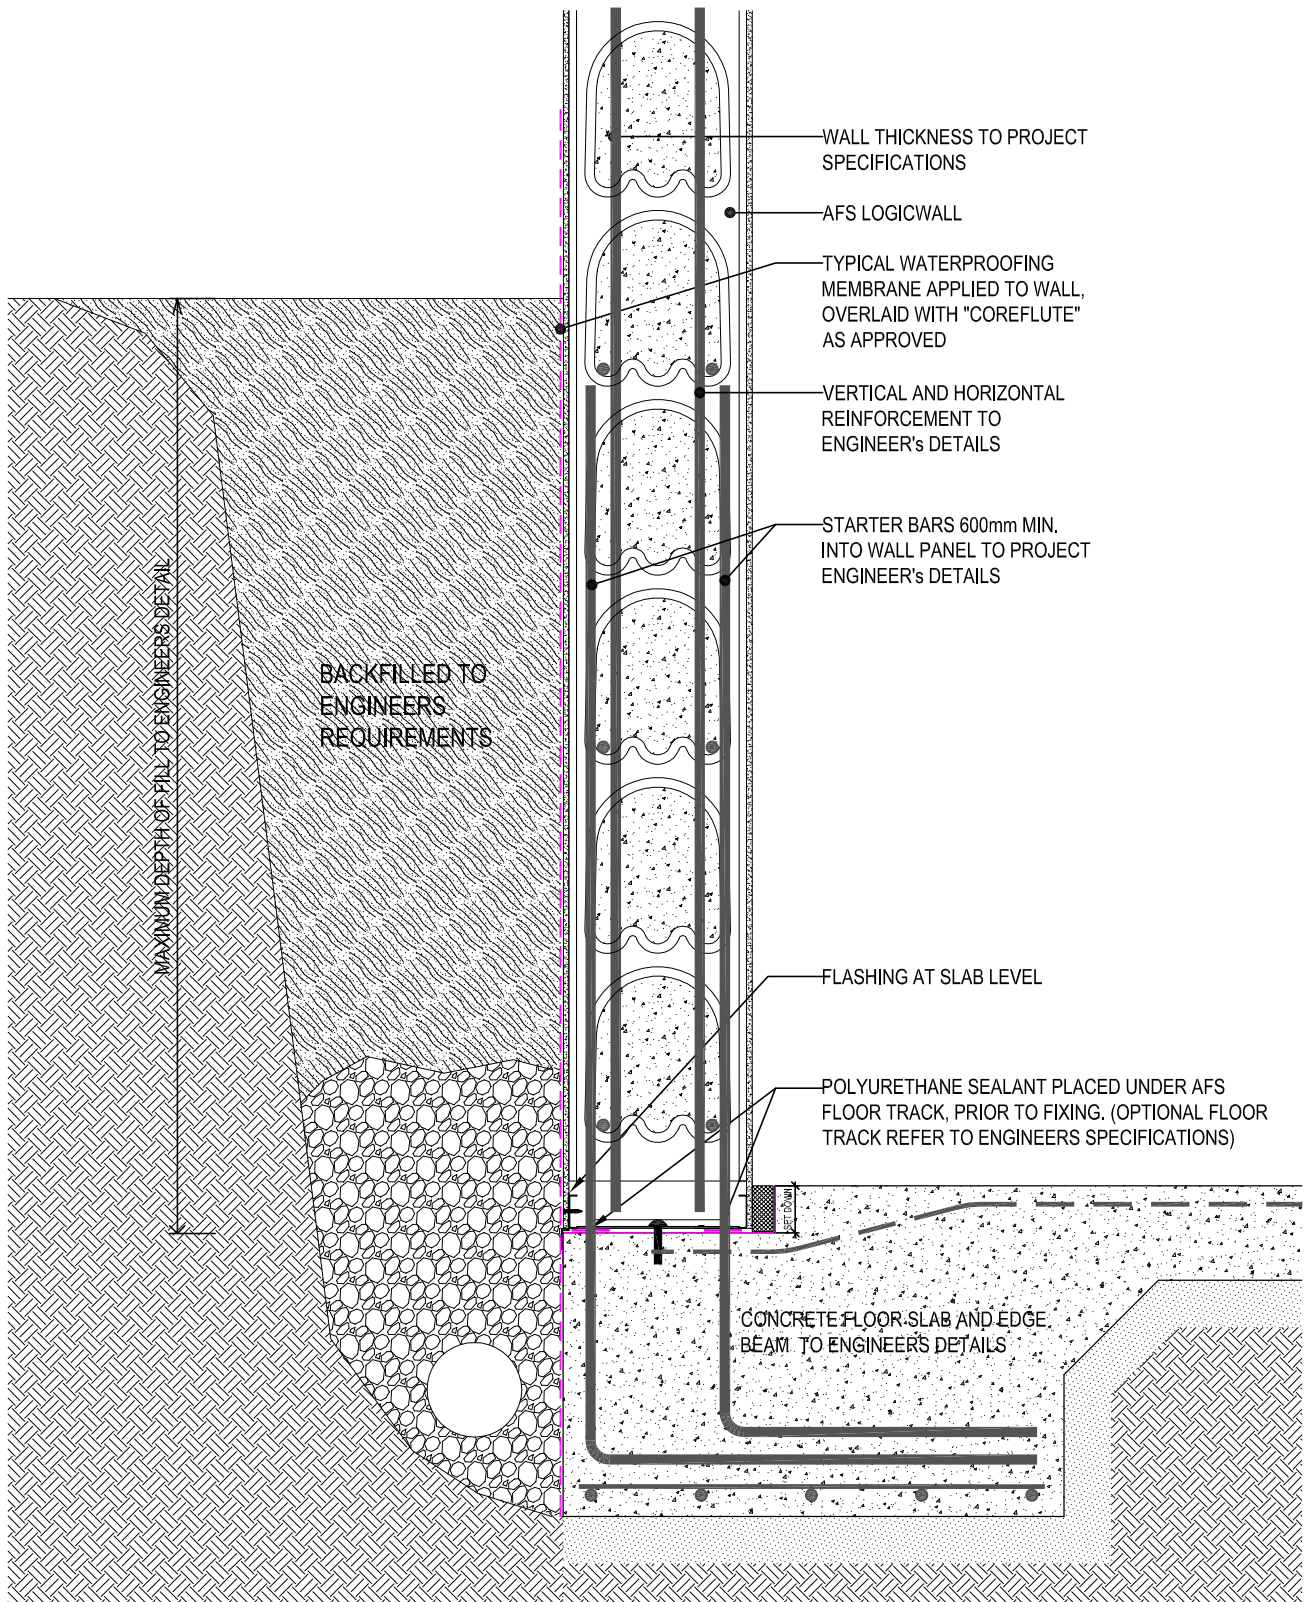 WALL THICKNESS TO PROJECT
SPECIFICATIONS
AFS LOGICWALL
TYPICAL WATERPROOFING
MEMBRANE APPLIED TO WALL,
OVERLAID WITH "COREFLUTE"
AS APPROVED
VERTICAL AND HORIZONTAL
REINFORCEMENT TO
ENGINEER's DETAILS
STARTER BARS 600mm MIN.
INTO WALL PANEL TO PROJECT
ENGINEER's DETAILS
MAXIMUM DEPTH OF FILL TO ENGINEERS DETAIL
BACKFILLED TO
ENGINEERS
REQUIREMENTS
FLASHING AT SLAB LEVEL
POLYURETHANE SEALANT PLACED UNDER AFS
FLOOR TRACK, PRIOR TO FIXING. (OPTIONAL FLOOR
TRACK REFER TO ENGINEERS SPECIFICATIONS)
SET DOWN
CONCRETE FLOOR SLAB AND EDGE
BEAM TO ENGINEERS DETAILS